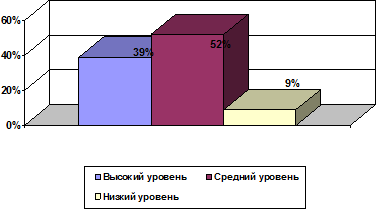 60%
40%
20%
0%
39%
52%
9%
Высокий уровень
Средний уровень
Низкий уровень